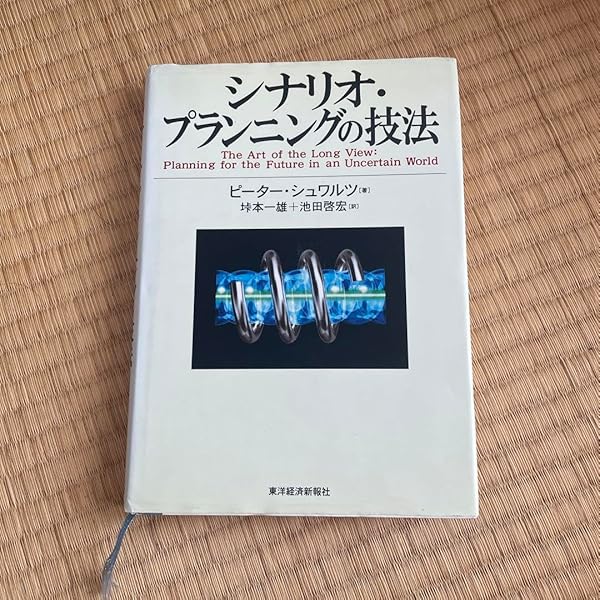 シナリオ・
プランニングの技法
The Art of the Long View:
Planning for the Future in an Uncertain World
ピーター・シュワルツ[著]
垰本一雄+池田啓宏[訳]
東洋経済新報社